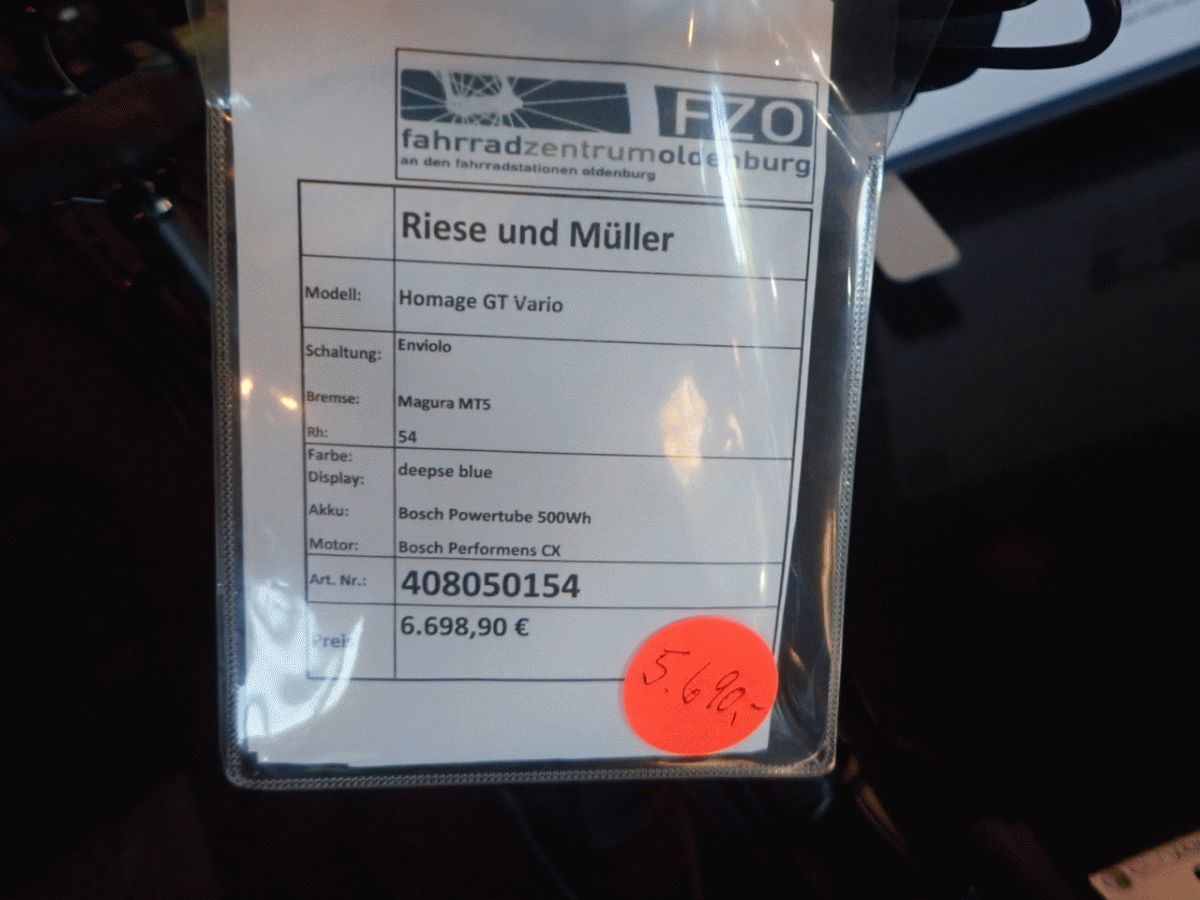 FZO
fahrradzentrumoldenburg
an den fahrradstationen oldenburg
Riese und Müller
Modell: Homage GT Vario
Schaltung: Enviolo
Bremse: Magura MT5
Rh: 54
Farbe: deepse blue
Display:
Akku: Bosch Powertube 500Wh
Motor: Bosch Performens CX
Art. Nr.: 408050154
Preis 6.698,90 €
5.690,-